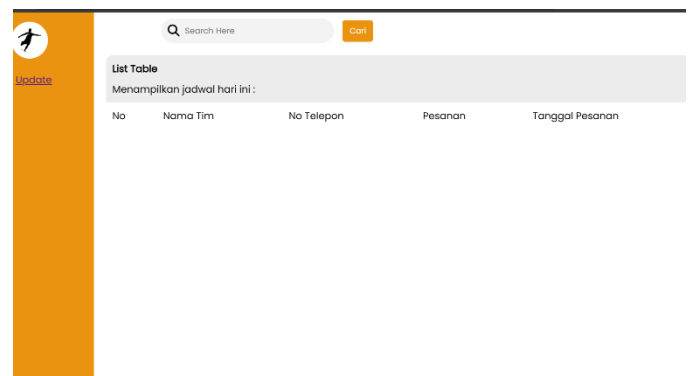 Search Here Cari
Update
List Table
Menampilkan jadwal hari ini :
No Nama Tim No Telepon Pesanan Tanggal Pesanan